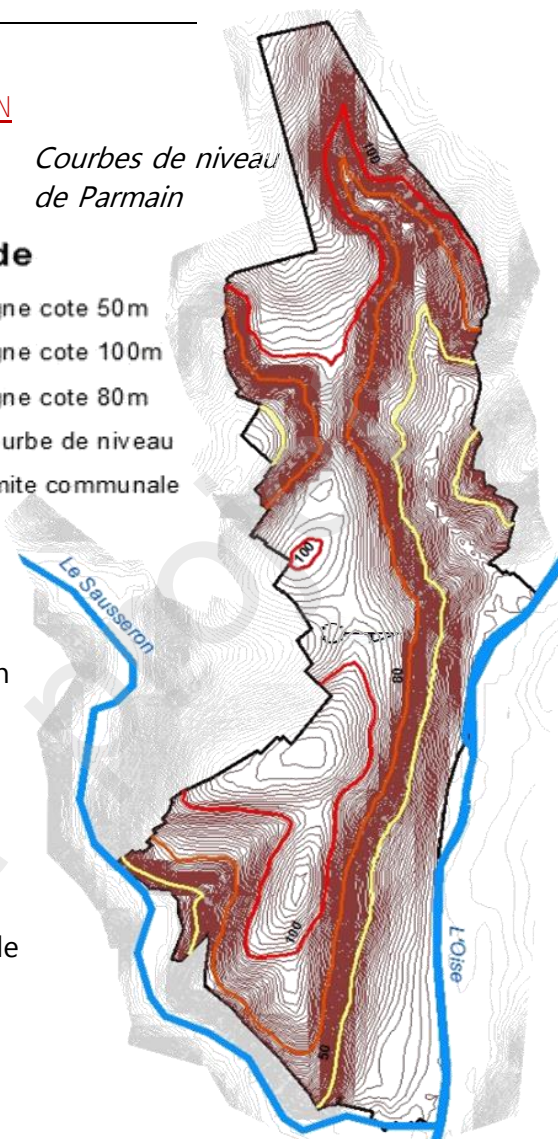 N
Courbes de niveau
de Parmain
de
gne cote 50m
gne cote 100m
gne cote 80m
urbe de niveau
mite communale
100
100
Le Sausseron
n
80
100
le
L'Oise
50